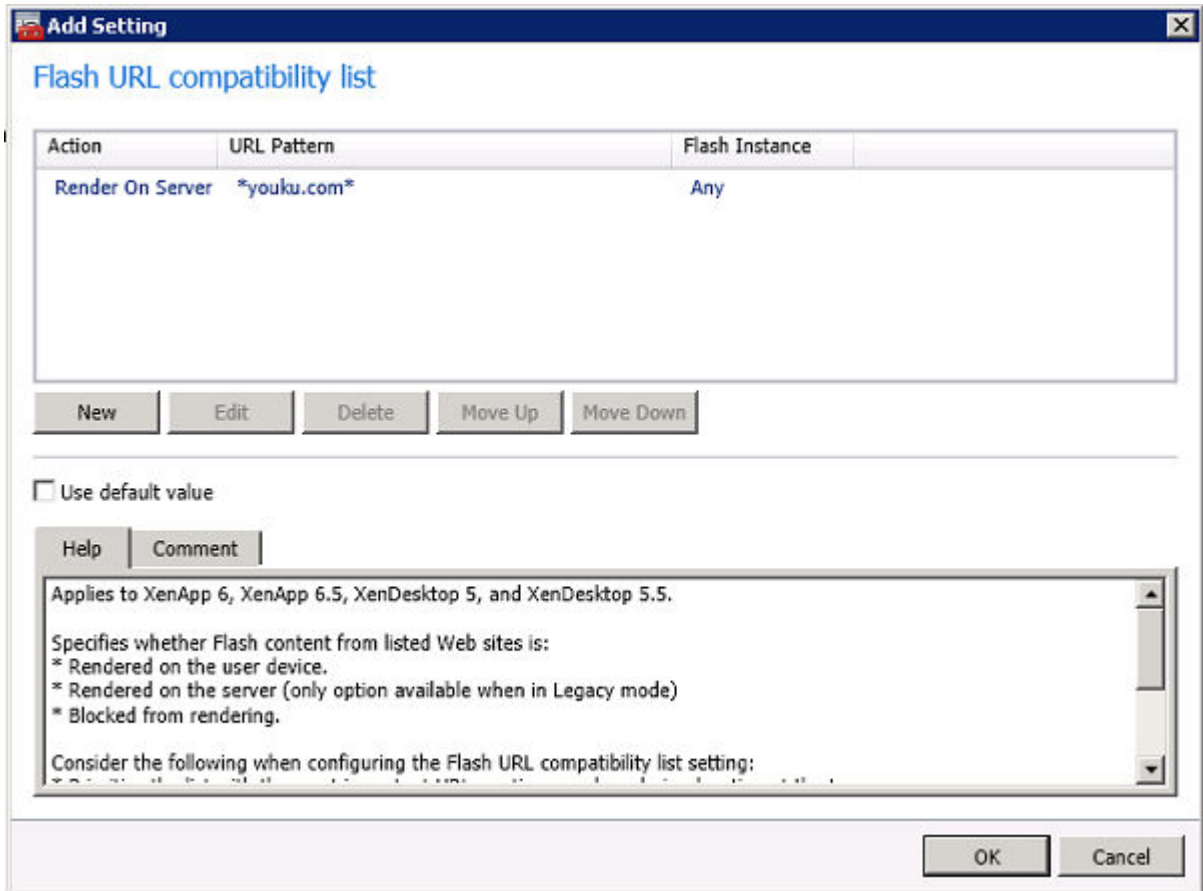 Add Setting
Flash URL compatibility list
Action URL Pattern Flash Instance
Render On Server *youku.com* Any
New Edit Delete Move Up Move Down
Use default value
Help Comment
Applies to XenApp 6, XenApp 6.5, XenDesktop 5, and XenDesktop 5.5.
Specifies whether Flash content from listed Web sites is:
* Rendered on the user device.
* Rendered on the server (only option available when in Legacy mode)
* Blocked from rendering.
Consider the following when configuring the Flash URL compatibility list setting:
OK Cancel